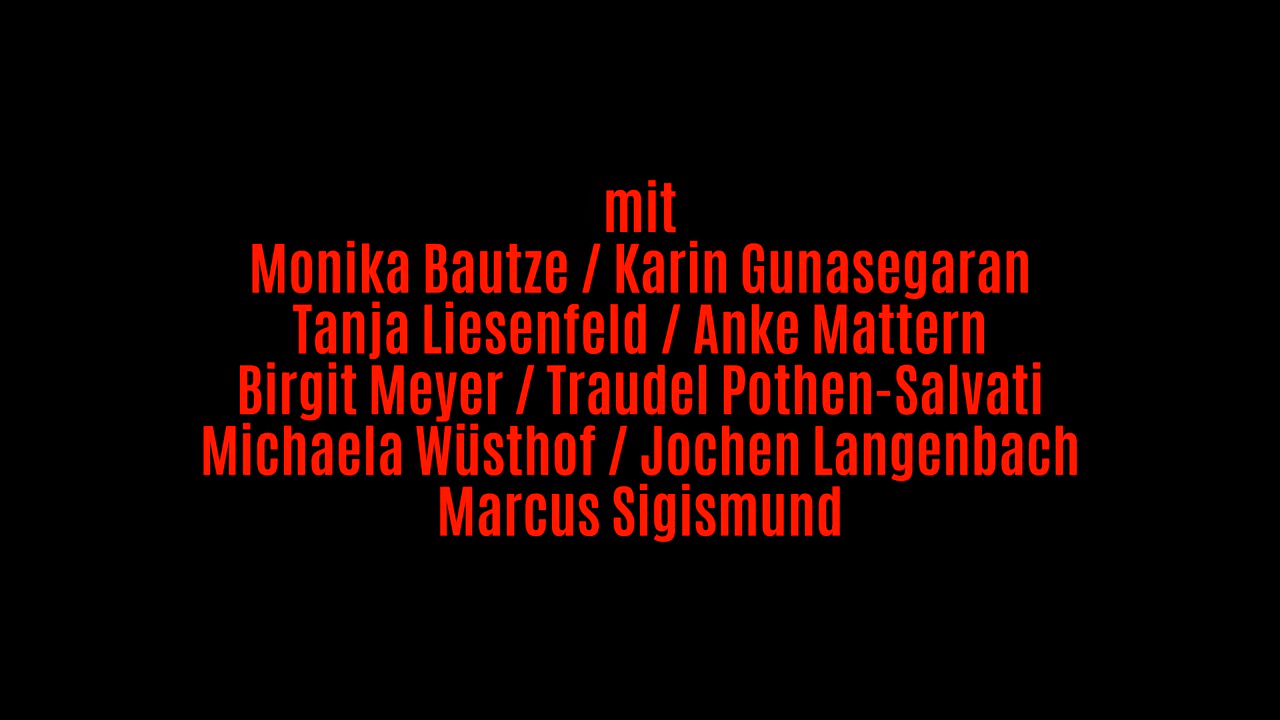 mit
Monika Bautze / Karin Gunasegaran
Tanja Liesenfeld / Anke Mattern
Birgit Meyer / Traudel Pothen-Salvati
Michaela Wüsthof / Jochen Langenbach
Marcus Sigismund